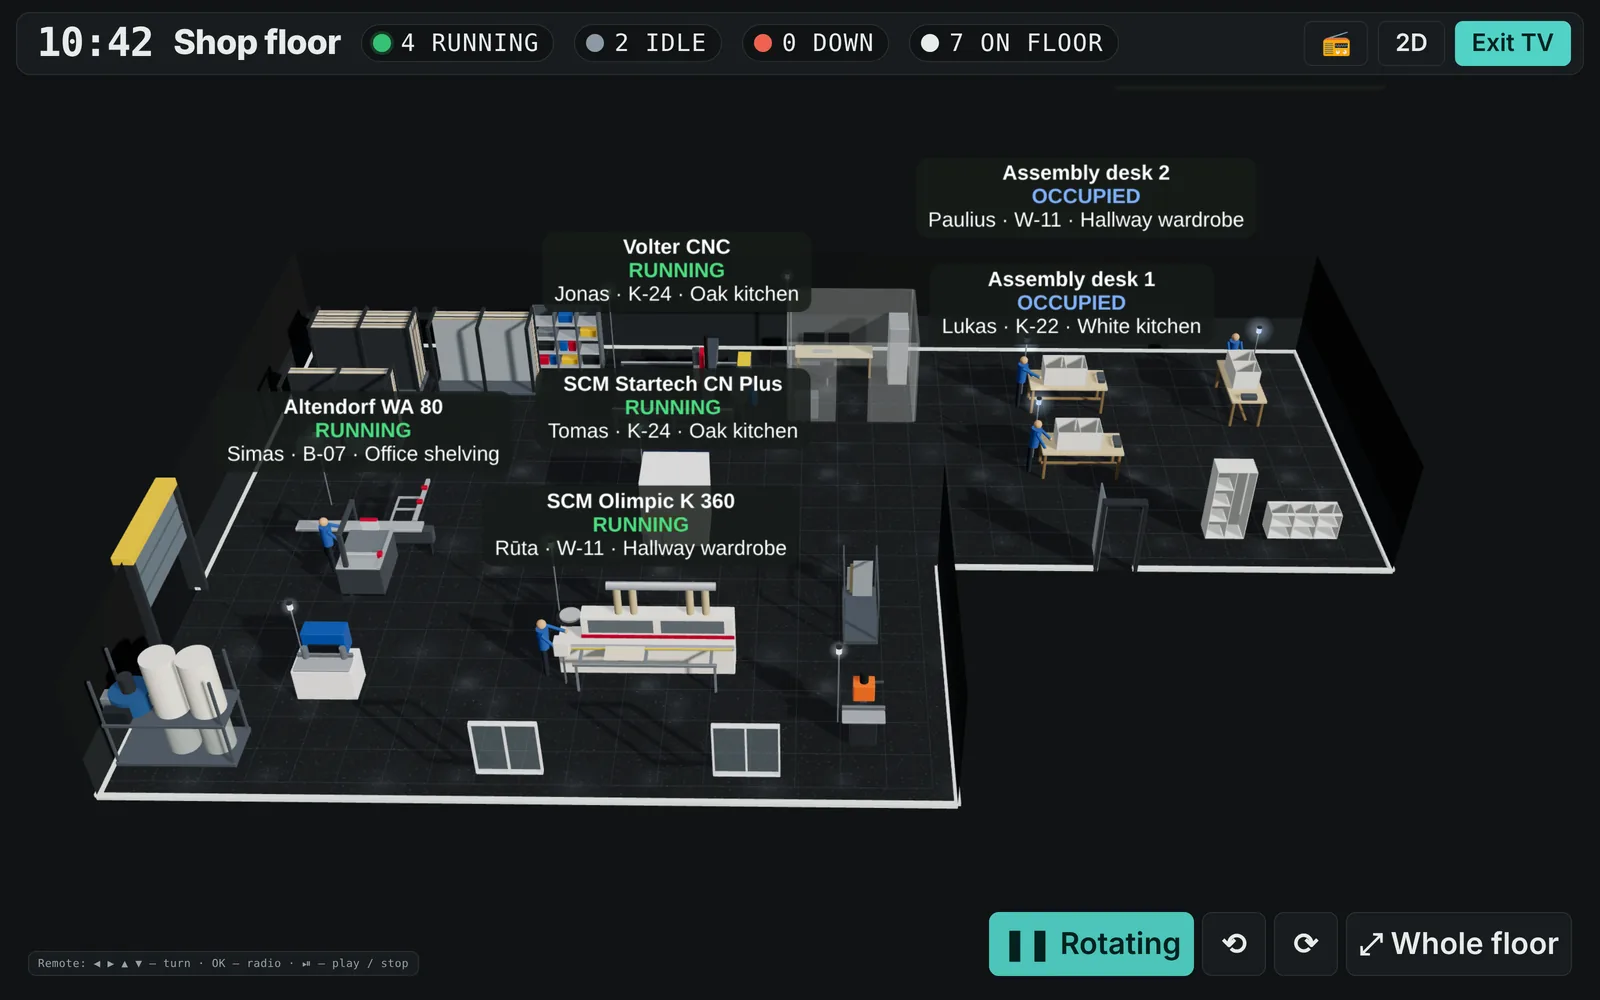 10:42 Shop floor 4 RUNNING 2 IDLE 0 DOWN 7 ON FLOOR 2D Exit TV
Assembly desk 2
OCCUPIED
Paulius · W-11 · Hallway wardrobe
Volter CNC
RUNNING
Jonas · K-24 · Oak kitchen
Assembly desk 1
OCCUPIED
Lukas · K-22 · White kitchen
SCM Startech CN Plus
RUNNING
Tomas · K-24 · Oak kitchen
Altendorf WA 80
RUNNING
Simas · B-07 · Office shelving
SCM Olimpic K 360
RUNNING
Rūta · W-11 · Hallway wardrobe
❚❚ Rotating ⟲ ⟳ ⤢ Whole floor
Remote: ◀ ▶ ▲ ▼ — turn · OK — radio · ⏯ — play / stop